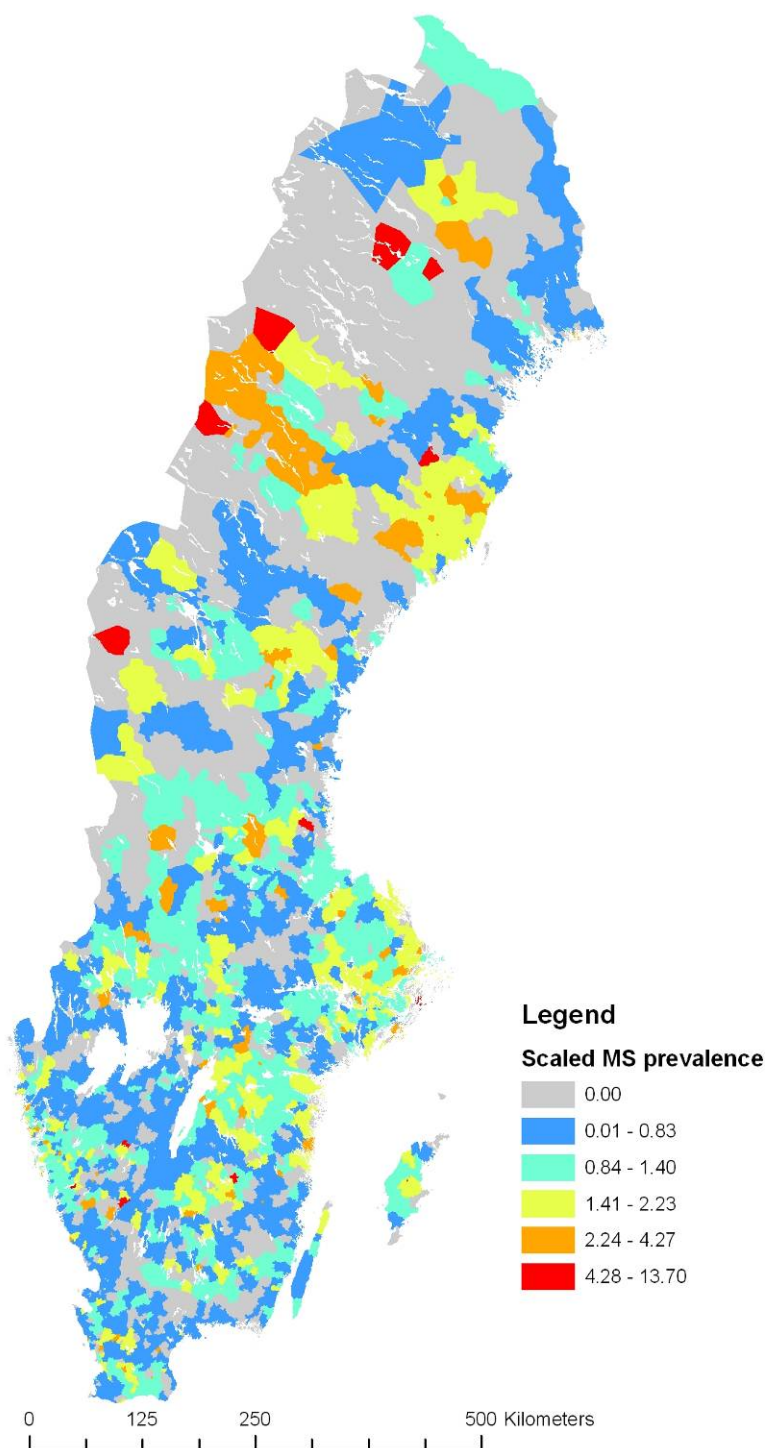 Legend
Scaled MS prevalence
0.00
0.01 - 0.83
0.84 - 1.40
1.41 - 2.23
2.24 - 4.27
4.28 - 13.70
0 125 250 500 Kilometers